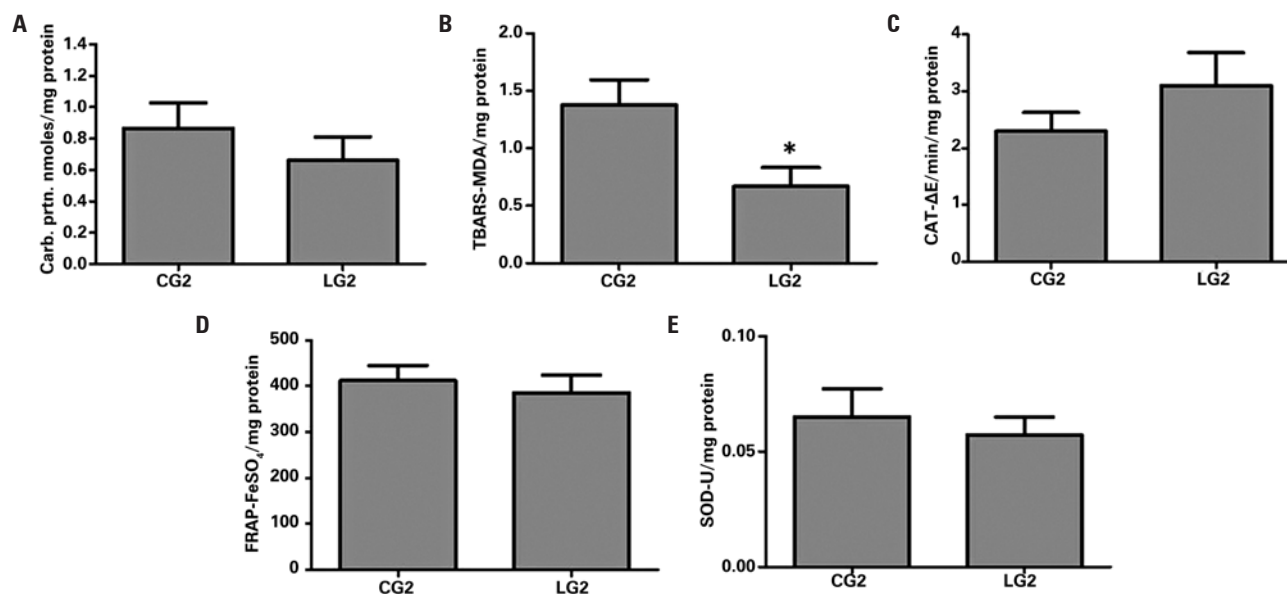 A
Carb. prtn. nmoles/mg protein
1.4
1.2
1.0
0.8
0.6
0.4
0.2
0.0
CG2
LG2
B
TBARS-MDA/mg protein
2.0
1.5
1.0
0.5
0.0
*
CG2
LG2
C
CAT-ΔE/min/mg protein
4
3
2
1
0
CG2
LG2
D
FRAP-FeSO₄/mg protein
500
400
300
200
100
0
CG2
LG2
E
SOD-U/mg protein
0.10
0.05
0.00
CG2
LG2